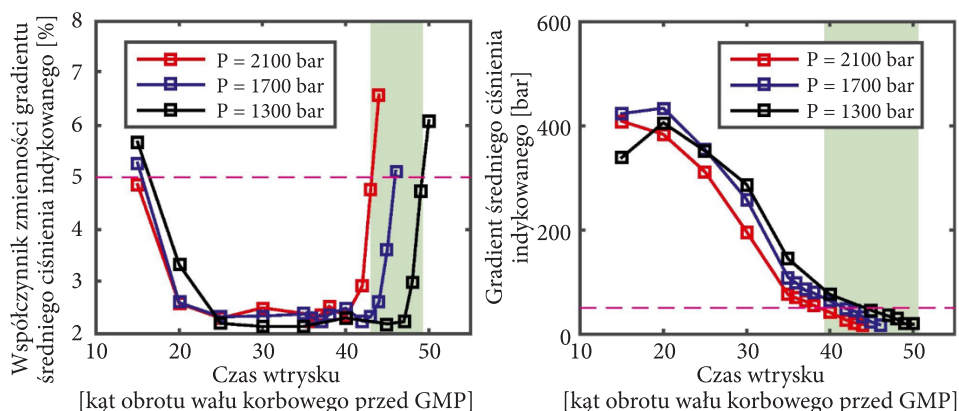 Współczynnik zmienności gradientu
średniego ciśnienia indykowanego [%]
8
7
6
5
4
3
2
P = 2100 bar
P = 1700 bar
P = 1300 bar
10 20 30 40 50
Czas wtrysku
[kąt obrotu wału korbowego przed GMP]
Gradient średniego ciśnienia
indykowanego [bar]
600
400
200
0
P = 2100 bar
P = 1700 bar
P = 1300 bar
10 20 30 40 50
Czas wtrysku
[kąt obrotu wału korbowego przed GMP]